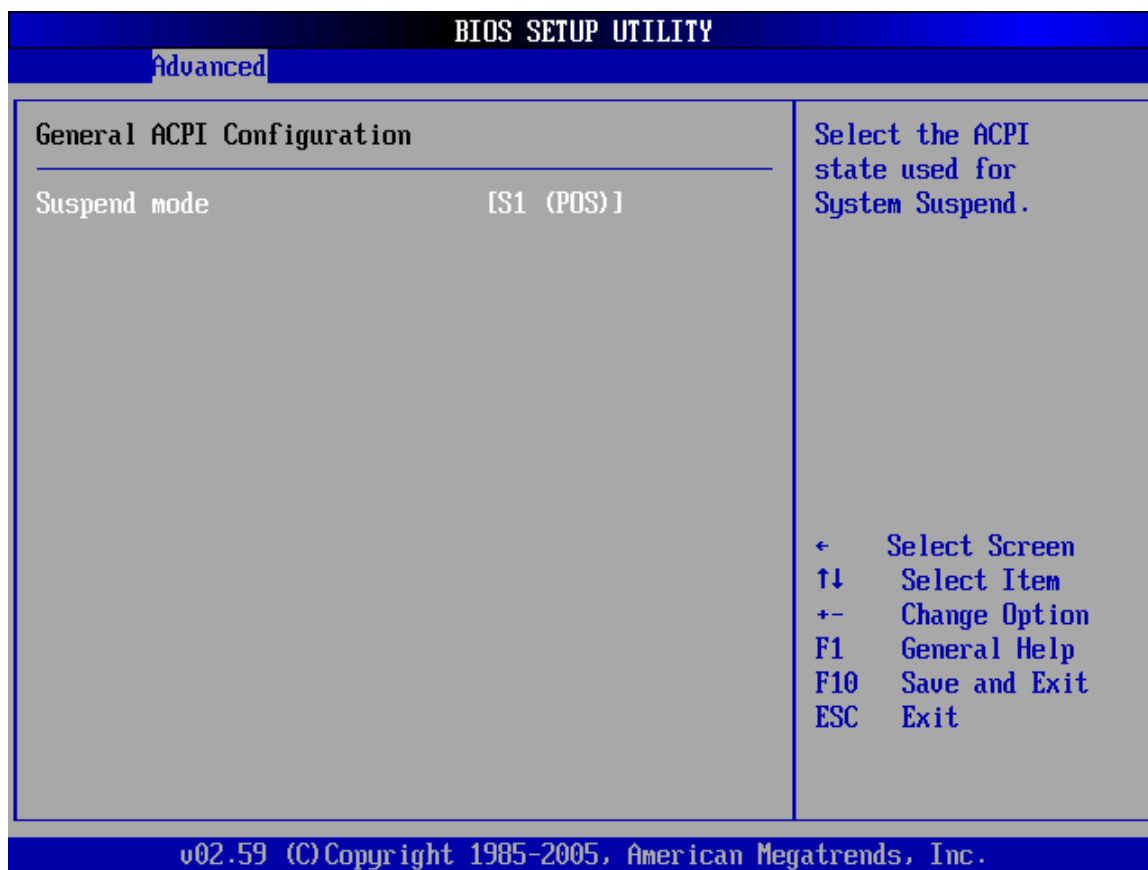 BIOS SETUP UTILITY
Advanced
General ACPI Configuration
Suspend mode [S1 (POS)]
Select the ACPI
state used for
System Suspend.
← Select Screen
↑↓ Select Item
+- Change Option
F1 General Help
F10 Save and Exit
ESC Exit
v02.59 (C)Copyright 1985-2005, American Megatrends, Inc.